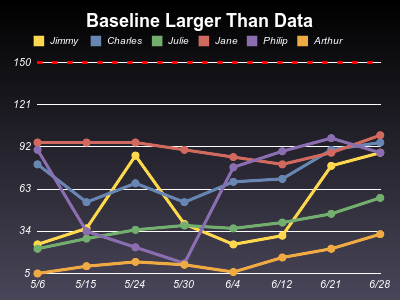 Baseline Larger Than Data
Jimmy Charles Julie Jane Philip Arthur
150
121
92
63
34
5
5/6 5/15 5/24 5/30 6/4 6/12 6/21 6/28